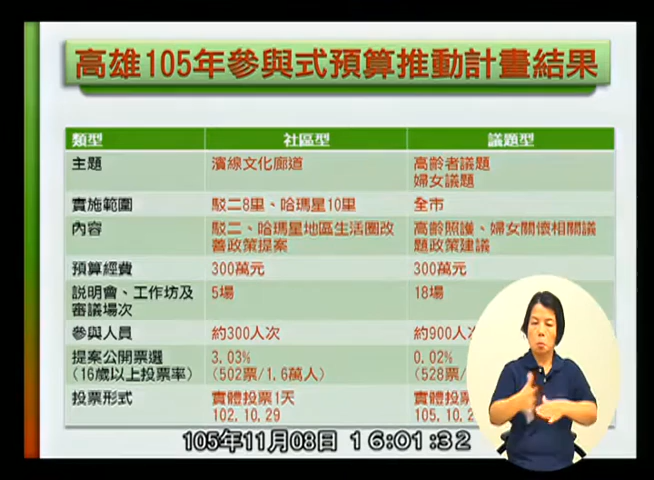 高雄105年參與式預算推動計畫結果
類型 社區型 議題型
主題 濱線文化廊道 高齡者議題
婦女議題
實施範圍 駁二8里、哈瑪星10里 全市
內容 駁二、哈瑪星地區生活圈改 高齡照護、婦女關懷相關議
善政策提案 題政策建議
預算經費 300萬元 300萬元
說明會、工作坊及 5場 18場
審議場次
參與人員 約300人次 約900人
提案公開票選 3.03% 0.02%
(16歲以上投票率) (502票/1.6萬人) (528票/
投票形式 實體投票1天 實體投票
102.10.29 105.10.2
105年11月08日 16:01:32